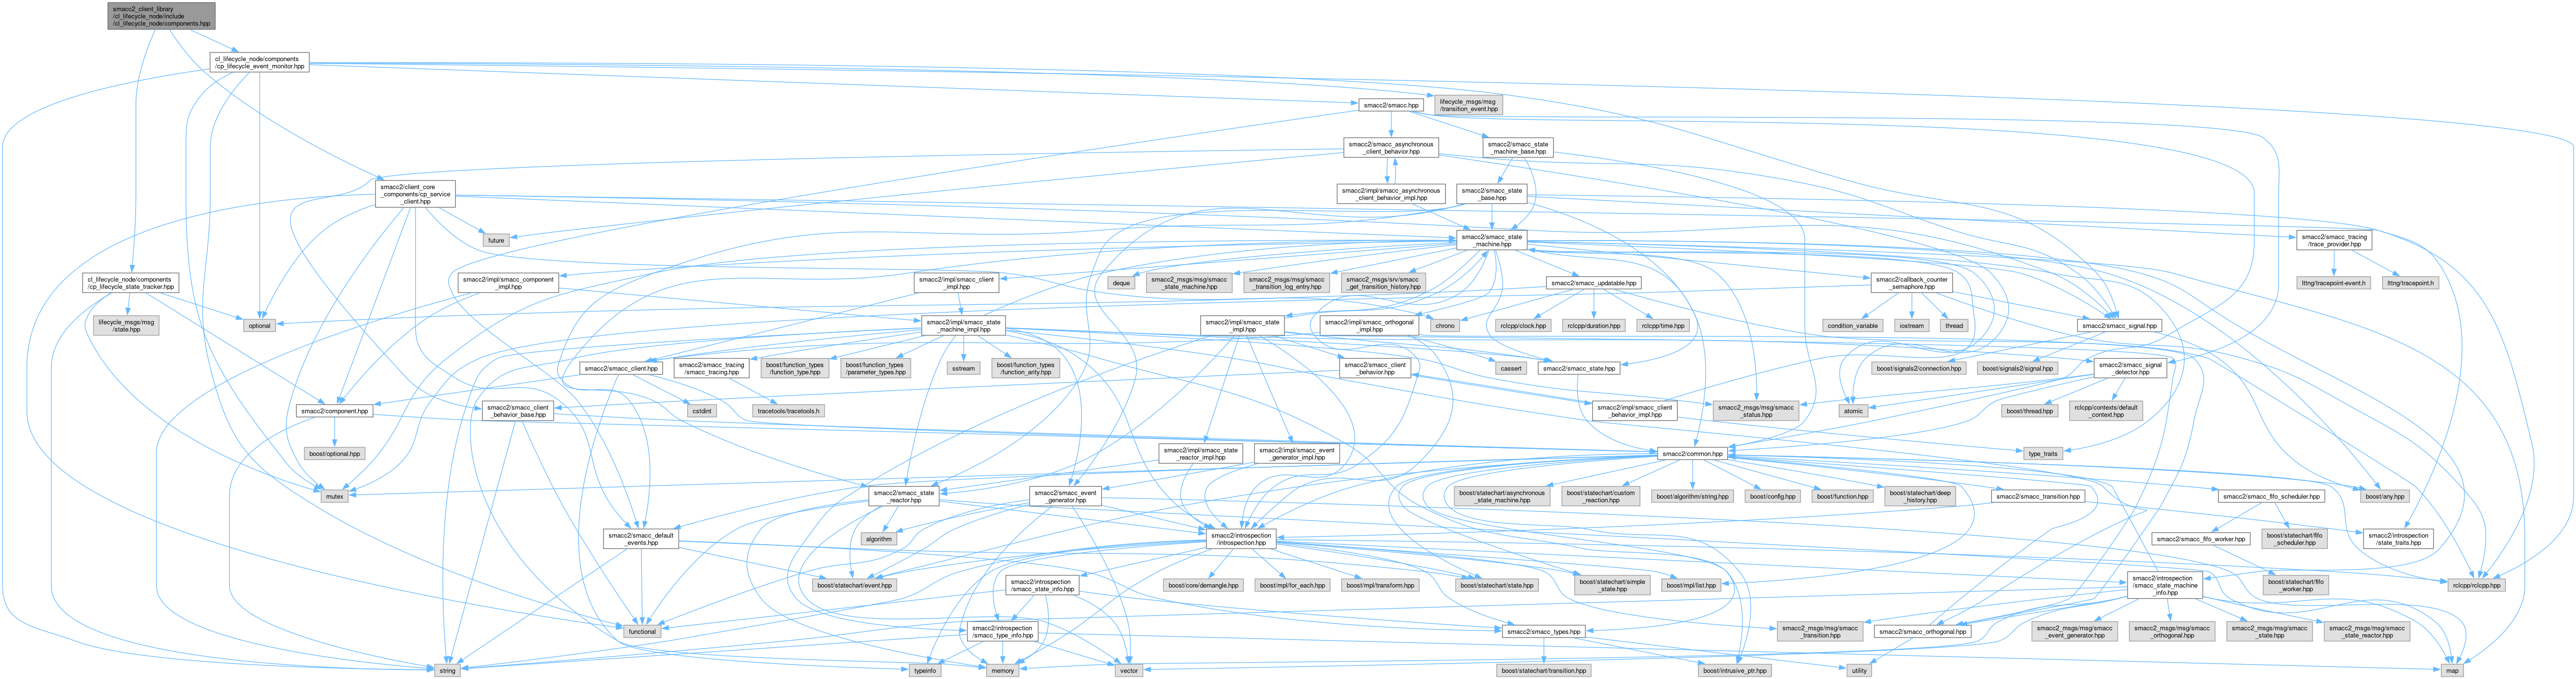 smacc2_client_library
/cl_lifecycle_node/include
/cl_lifecycle_node/components.hpp
cl_lifecycle_node/components
/cp_lifecycle_event_monitor.hpp
smacc2/smacc.hpp
lifecycle_msgs/msg
/transition_event.hpp
smacc2/smacc_asynchronous
_client_behavior.hpp
smacc2/smacc_state
_machine_base.hpp
smacc2/client_core
_components/cp_service
_client.hpp
smacc2/impl/smacc_asynchronous
_client_behavior_impl.hpp
smacc2/smacc_state
_base.hpp
future
smacc2/smacc_state
_machine.hpp
smacc2/smacc_tracing
/trace_provider.hpp
cl_lifecycle_node/components
/cp_lifecycle_state_tracker.hpp
smacc2/impl/smacc_component
_impl.hpp
smacc2/impl/smacc_client
_impl.hpp
deque
smacc2_msgs/msg/smacc
_state_machine.hpp
smacc2_msgs/msg/smacc
_transition_log_entry.hpp
smacc2_msgs/srv/smacc
_get_transition_history.hpp
smacc2/smacc_updatable.hpp
smacc2/callback_counter
_semaphore.hpp
lttng/tracepoint-event.h
lttng/tracepoint.h
lifecycle_msgs/msg
/state.hpp
optional
smacc2/impl/smacc_state
_machine_impl.hpp
smacc2/impl/smacc_state
_impl.hpp
smacc2/impl/smacc_orthogonal
_impl.hpp
chrono
rclcpp/clock.hpp
rclcpp/duration.hpp
rclcpp/time.hpp
condition_variable
iostream
thread
smacc2/smacc_signal.hpp
smacc2/smacc_client.hpp
smacc2/smacc_tracing
/smacc_tracing.hpp
boost/function_types
/function_type.hpp
boost/function_types
/parameter_types.hpp
sstream
boost/function_types
/function_arity.hpp
smacc2/smacc_client
_behavior.hpp
cassert
smacc2/smacc_state.hpp
boost/signals2/connection.hpp
boost/signals2/signal.hpp
smacc2/smacc_signal
_detector.hpp
smacc2/component.hpp
smacc2/smacc_client
_behavior_base.hpp
cstdint
tracetools/tracetools.h
smacc2/impl/smacc_client
_behavior_impl.hpp
smacc2_msgs/msg/smacc
_status.hpp
atomic
boost/thread.hpp
rclcpp/contexts/default
_context.hpp
boost/optional.hpp
smacc2/impl/smacc_state
_reactor_impl.hpp
smacc2/impl/smacc_event
_generator_impl.hpp
smacc2/common.hpp
type_traits
mutex
smacc2/smacc_state
_reactor.hpp
smacc2/smacc_event
_generator.hpp
boost/statechart/asynchronous
_state_machine.hpp
boost/statechart/custom
_reaction.hpp
boost/algorithm/string.hpp
boost/config.hpp
boost/function.hpp
boost/statechart/deep
_history.hpp
smacc2/smacc_transition.hpp
smacc2/smacc_fifo_scheduler.hpp
boost/any.hpp
smacc2/smacc_default
_events.hpp
algorithm
smacc2/introspection
/introspection.hpp
smacc2/smacc_fifo_worker.hpp
boost/statechart/fifo
_scheduler.hpp
smacc2/introspection
/state_traits.hpp
boost/statechart/event.hpp
smacc2/introspection
/smacc_state_info.hpp
boost/core/demangle.hpp
boost/mpl/for_each.hpp
boost/mpl/transform.hpp
boost/statechart/state.hpp
boost/statechart/simple
_state.hpp
boost/mpl/list.hpp
smacc2/introspection
/smacc_state_machine
_info.hpp
boost/statechart/fifo
_worker.hpp
rclcpp/rclcpp.hpp
functional
smacc2/introspection
/smacc_type_info.hpp
smacc2/smacc_types.hpp
smacc2_msgs/msg/smacc
_transition.hpp
smacc2/smacc_orthogonal.hpp
smacc2_msgs/msg/smacc
_event_generator.hpp
smacc2_msgs/msg/smacc
_orthogonal.hpp
smacc2_msgs/msg/smacc
_state.hpp
smacc2_msgs/msg/smacc
_state_reactor.hpp
string
typeinfo
memory
vector
boost/statechart/transition.hpp
boost/intrusive_ptr.hpp
utility
map